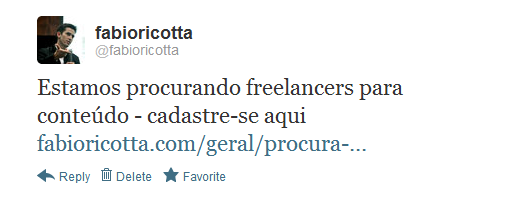 fabioricotta
@fabioricotta
Estamos procurando freelancers para
conteúdo - cadastre-se aqui
fabioricotta.com/geral/procura-...
Reply Delete Favorite